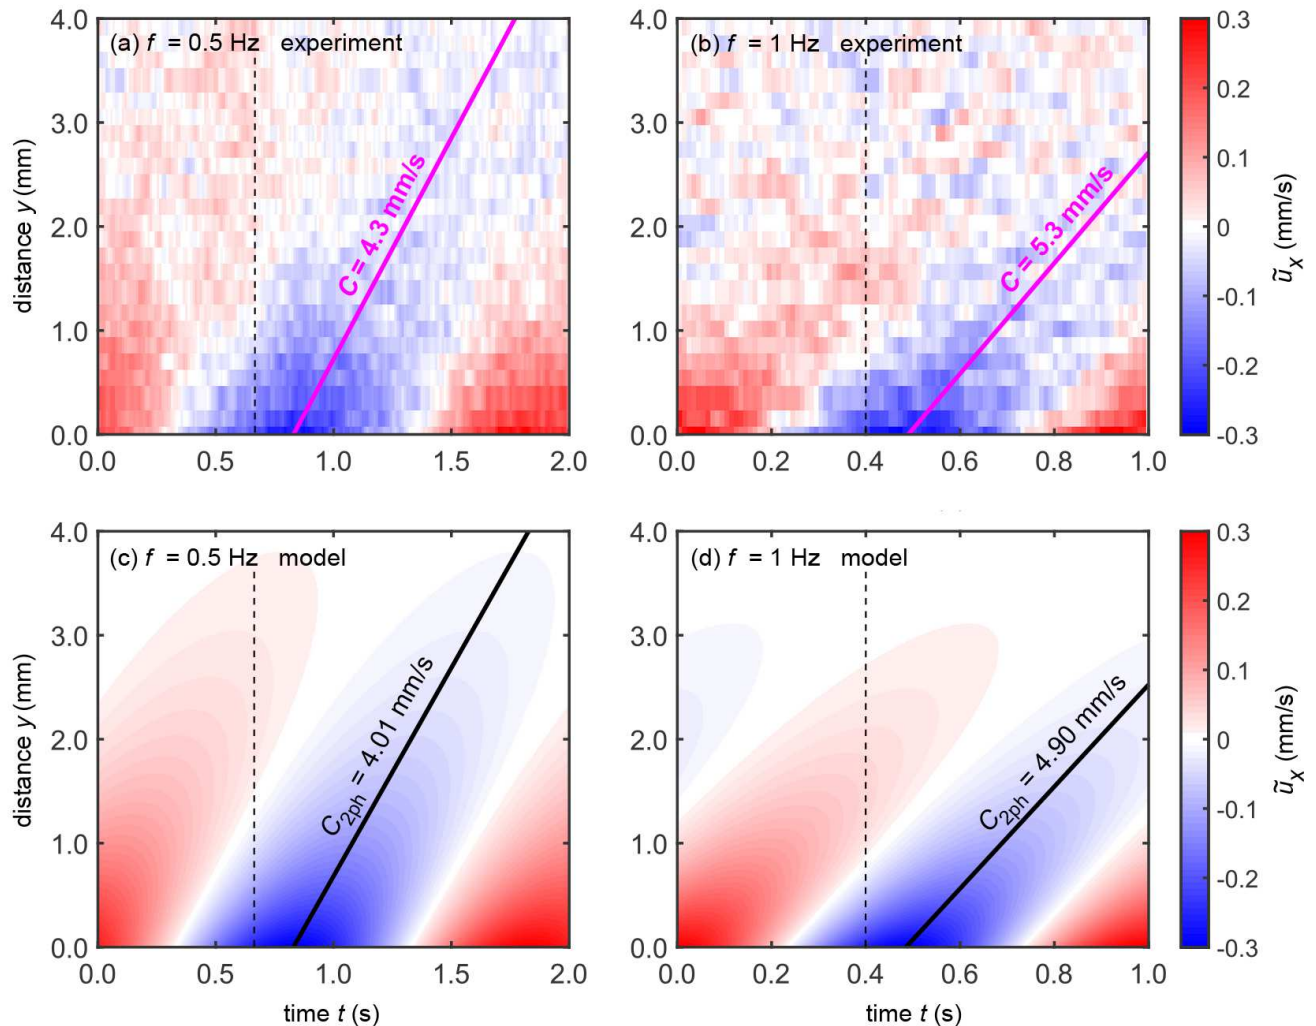 (a) f = 0.5 Hz experiment
(b) f = 1 Hz experiment
4.0
3.0
2.0
1.0
0.0
distance y (mm)
C = 4.3 mm/s
0.0 0.5 1.0 1.5 2.0
4.0
3.0
2.0
1.0
0.0
C = 5.3 mm/s
0.0 0.2 0.4 0.6 0.8 1.0
0.3
0.2
0.1
0
-0.1
-0.2
-0.3
ũₓ (mm/s)
(c) f = 0.5 Hz model
(d) f = 1 Hz model
4.0
3.0
2.0
1.0
0.0
distance y (mm)
C₂ₚₕ = 4.01 mm/s
0.0 0.5 1.0 1.5 2.0
time t (s)
4.0
3.0
2.0
1.0
0.0
C₂ₚₕ = 4.90 mm/s
0.0 0.2 0.4 0.6 0.8 1.0
time t (s)
0.3
0.2
0.1
0
-0.1
-0.2
-0.3
ũₓ (mm/s)